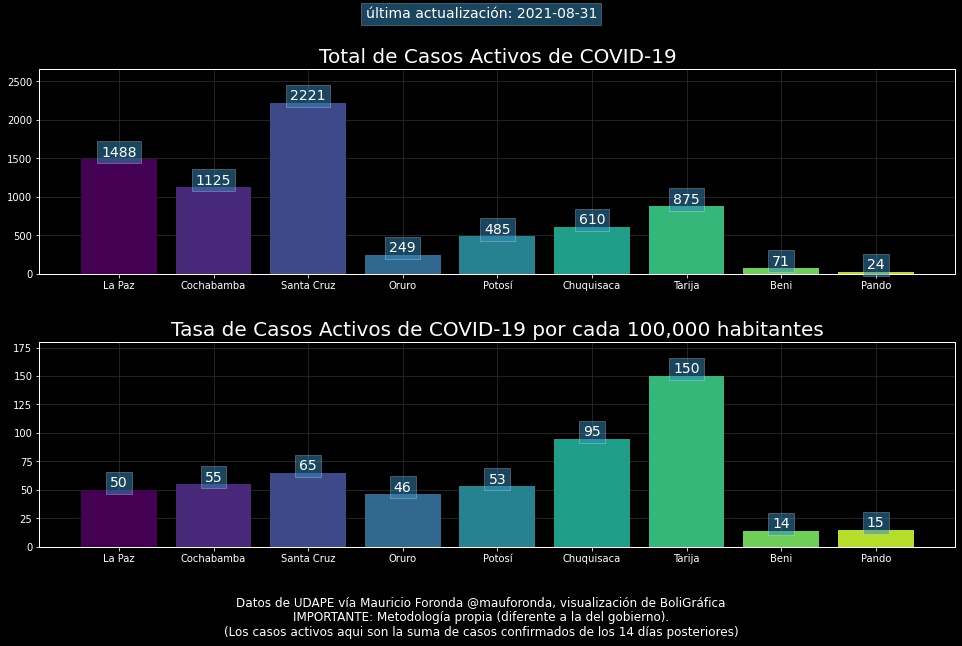 última actualización: 2021-08-31
Total de Casos Activos de COVID-19
2500
2000
1500
1000
500
0
1488
1125
2221
249
485
610
875
71
24
La Paz
Cochabamba
Santa Cruz
Oruro
Potosí
Chuquisaca
Tarija
Beni
Pando
Tasa de Casos Activos de COVID-19 por cada 100,000 habitantes
175
150
125
100
75
50
25
0
50
55
65
46
53
95
150
14
15
La Paz
Cochabamba
Santa Cruz
Oruro
Potosí
Chuquisaca
Tarija
Beni
Pando
Datos de UDAPE vía Mauricio Foronda @mauforonda, visualización de BoliGráfica
IMPORTANTE: Metodología propia (diferente a la del gobierno).
(Los casos activos aqui son la suma de casos confirmados de los 14 días posteriores)